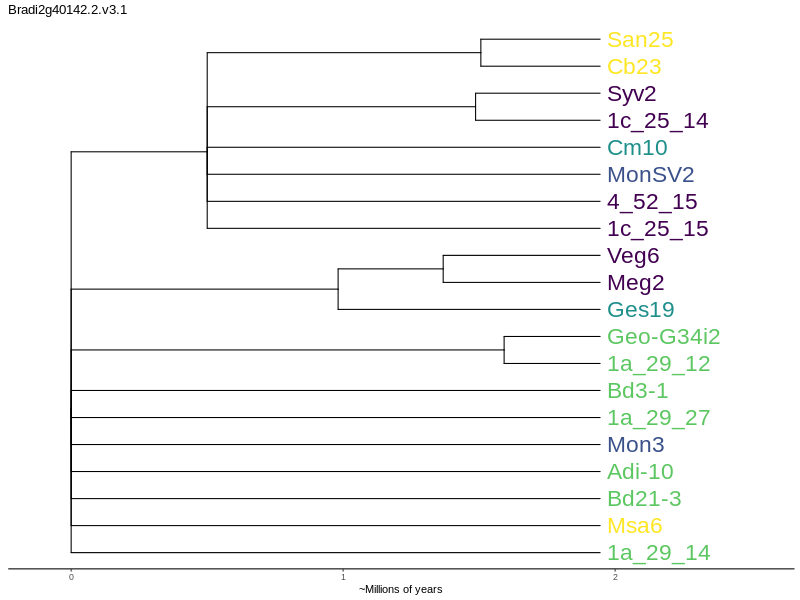 Bradi2g40142.2.v3.1
San25
Cb23
Syv2
1c_25_14
Cm10
MonSV2
4_52_15
1c_25_15
Veg6
Meg2
Ges19
Geo-G34i2
1a_29_12
Bd3-1
1a_29_27
Mon3
Adi-10
Bd21-3
Msa6
1a_29_14
0 1 2
~Millions of years